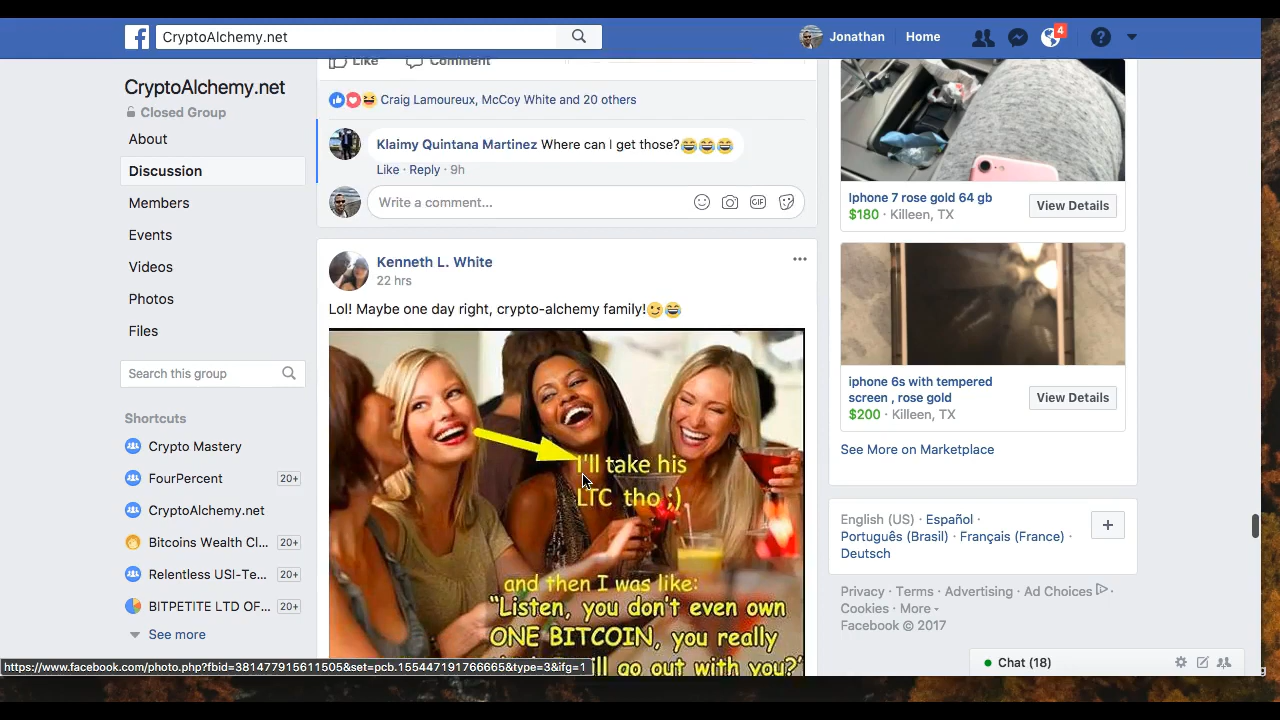 CryptoAlchemy.net
Jonathan
Home
4
CryptoAlchemy.net
Closed Group
About
Discussion
Members
Events
Videos
Photos
Files
Search this group
Shortcuts
Crypto Mastery
FourPercent 20+
CryptoAlchemy.net
Bitcoins Wealth Cl... 20+
Relentless USI-Te... 20+
BITPETITE LTD OF... 20+
See more
Like Comment
Craig Lamoureux, McCoy White and 20 others
Klaimy Quintana Martinez Where can I get those?😂😂😂
Like · Reply · 9h
Write a comment...
GIF
Kenneth L. White
22 hrs
Lol! Maybe one day right, crypto-alchemy family!😉😂
I'll take his
LTC tho ;)
and then I was like:
"Listen, you don't even own
ONE BITCOIN, you really
go out with you?"
Iphone 7 rose gold 64 gb
$180 · Killeen, TX
View Details
iphone 6s with tempered
screen , rose gold
$200 · Killeen, TX
View Details
See More on Marketplace
English (US) · Español ·
Português (Brasil) · Français (France) ·
Deutsch
Privacy · Terms · Advertising · Ad Choices ·
Cookies · More
Facebook © 2017
Chat (18)
https://www.facebook.com/photo.php?fbid=381477915611505&set=pcb.155447191766665&type=3&ifg=1